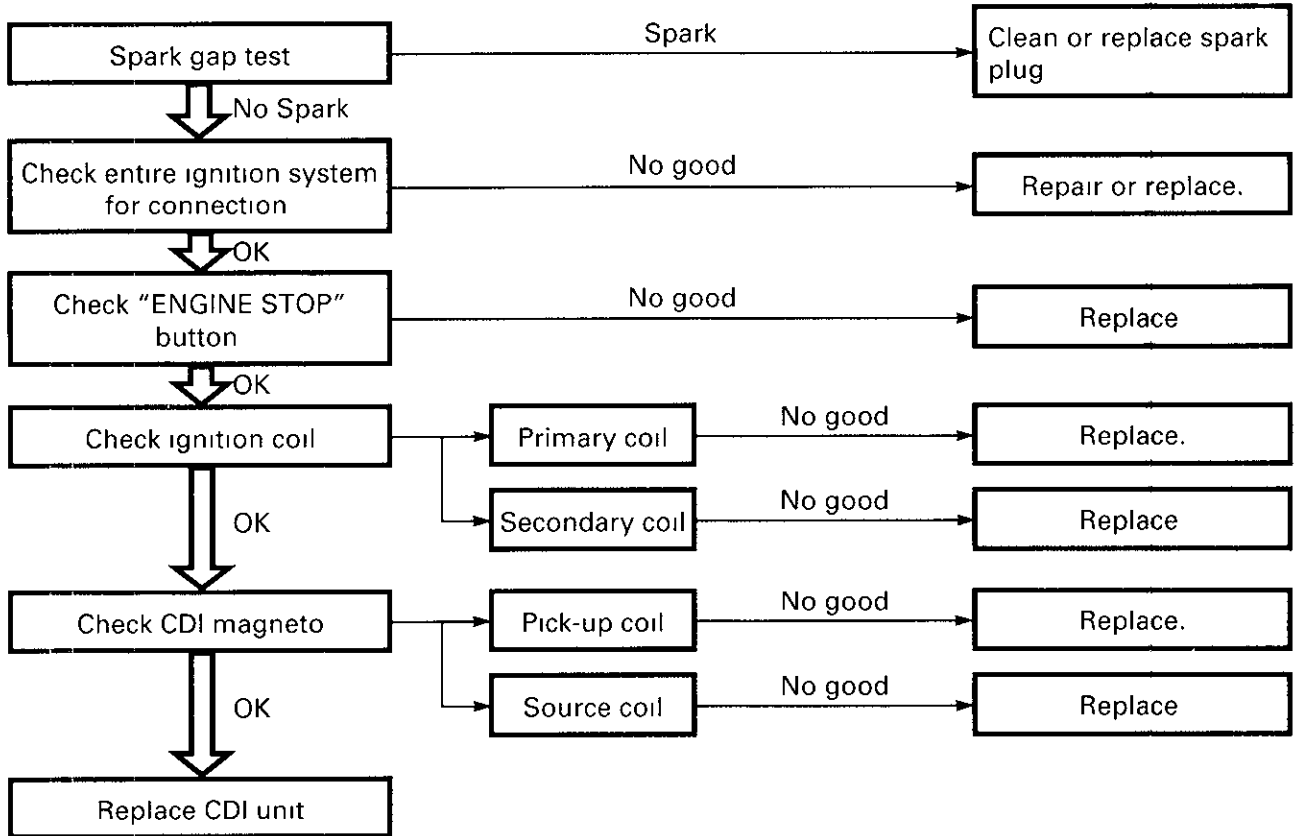 Spark gap test
Spark
Clean or replace spark
plug
No Spark
Check entire ignition system
for connection
No good
Repair or replace.
OK
Check “ENGINE STOP”
button
No good
Replace
OK
Check ignition coil
Primary coil
No good
Replace.
Secondary coil
No good
Replace
OK
Check CDI magneto
Pick-up coil
No good
Replace.
Source coil
No good
Replace
OK
Replace CDI unit